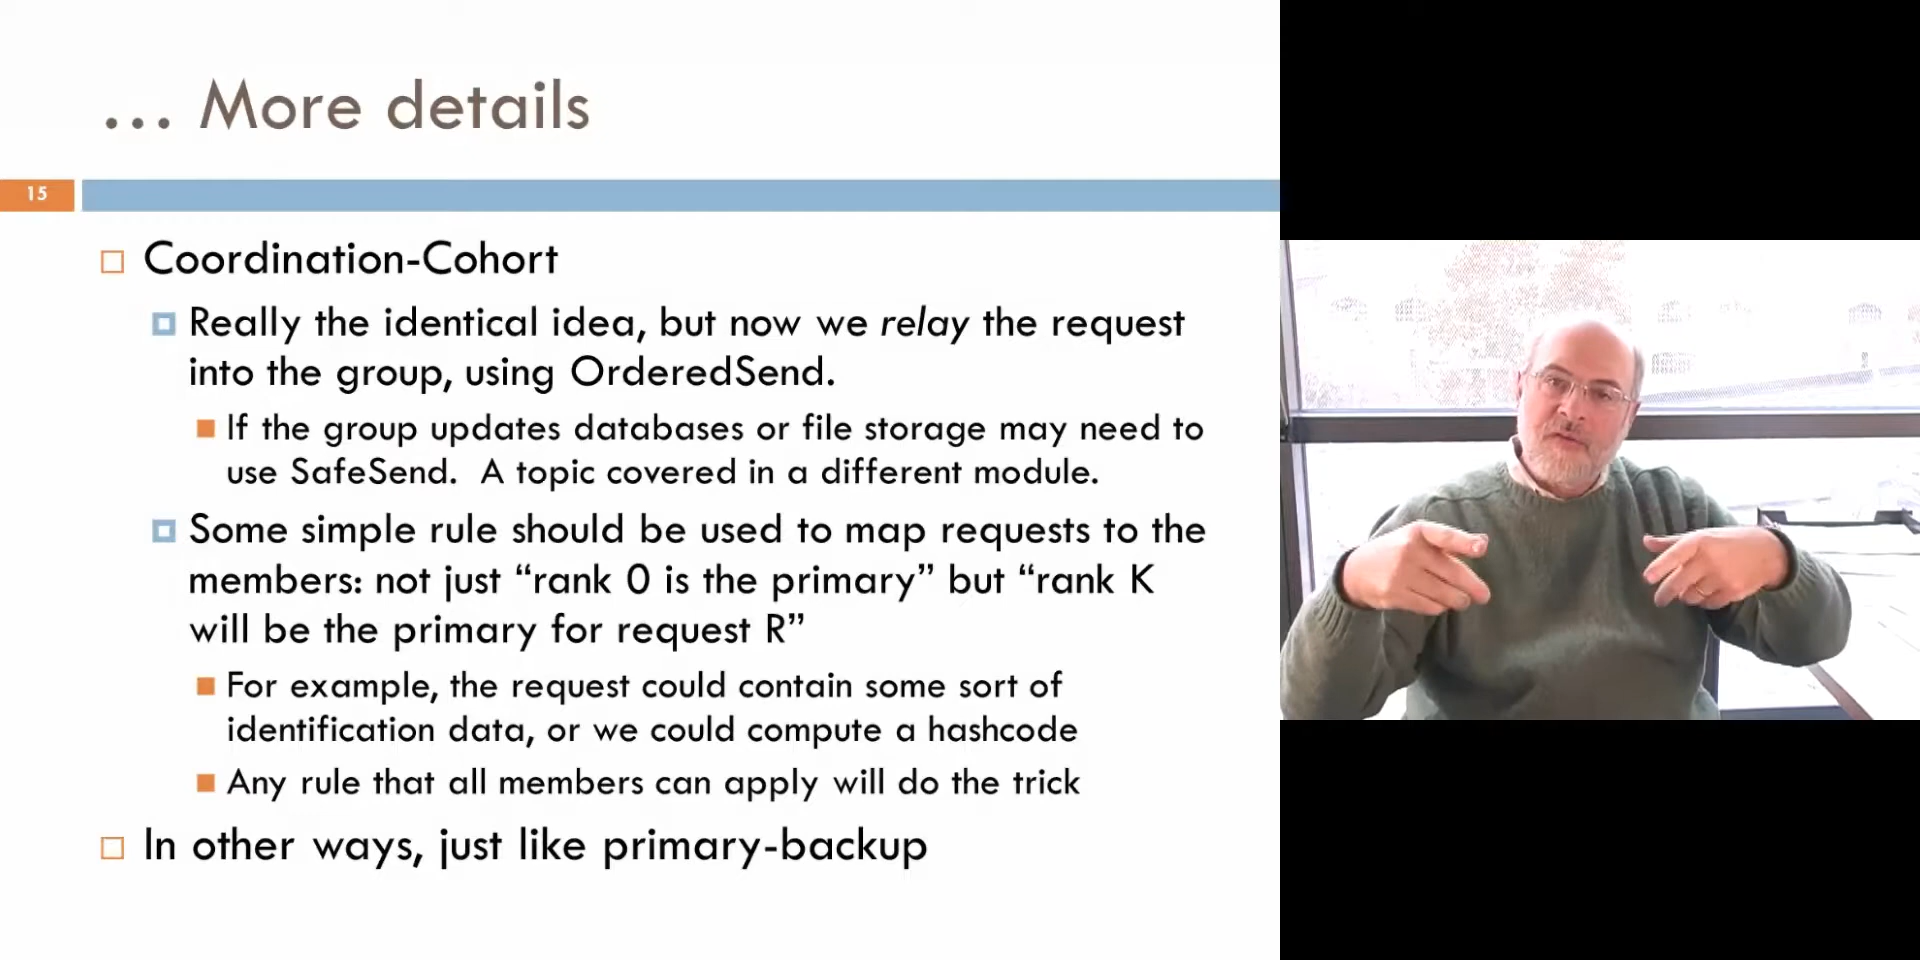 … More details
15
Coordination-Cohort
Really the identical idea, but now we relay the request
into the group, using OrderedSend.
If the group updates databases or file storage may need to
use SafeSend. A topic covered in a different module.
Some simple rule should be used to map requests to the
members: not just “rank 0 is the primary” but “rank K
will be the primary for request R”
For example, the request could contain some sort of
identification data, or we could compute a hashcode
Any rule that all members can apply will do the trick
In other ways, just like primary-backup